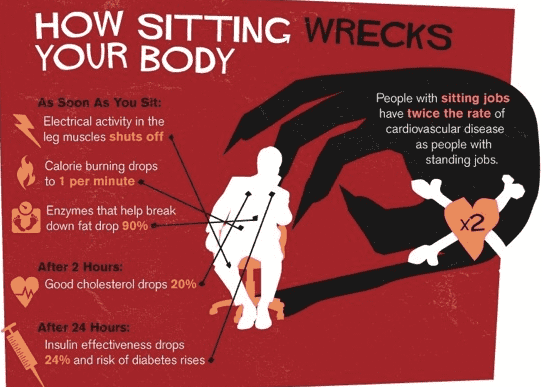 HOW SITTING WRECKS
YOUR BODY
As Soon As You Sit:
Electrical activity in the
leg muscles shuts off
Calorie burning drops
to 1 per minute
Enzymes that help break
down fat drop 90%
After 2 Hours:
Good cholesterol drops 20%
After 24 Hours:
Insulin effectiveness drops
24% and risk of diabetes rises
People with sitting jobs
have twice the rate of
cardiovascular disease
as people with
standing jobs.
x2